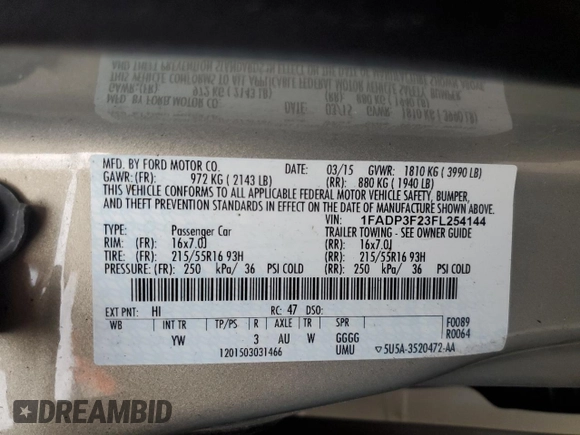 MFD. BY FORD MOTOR CO.
DATE: 03/15 GVWR: 1810 KG ( 3990 LB)
GAWR: (FR) 972 KG ( 2143 LB) (RR) 880 KG ( 1940 LB)
THIS VEHICLE CONFORMS TO ALL APPLICABLE FEDERAL MOTOR VEHICLE SAFETY, BUMPER,
AND THEFT PREVENTION STANDARDS IN EFFECT ON THE DATE OF MANUFACTURE SHOWN ABOVE.
VIN: 1FADP3F23FL254144
TYPE: Passenger Car TRAILER TOWING - SEE OWNER GUIDE
RIM: (FR) 16x7.0J (RR) 16x7.0J
TIRE: (FR) 215/55R16 93H (RR) 215/55R16 93H
PRESSURE: (FR) 250 kPa/ 36 PSI COLD (RR) 250 kPa/ 36 PSI COLD
EXT PNT: HI RC: 47 DSO:
WB INT TR TP/PS R AXLE TR SPR F0089
YW 3 AU W GGGG R0064
1201503031466 UMU 5U5A-3520472-AA
DREAMBID